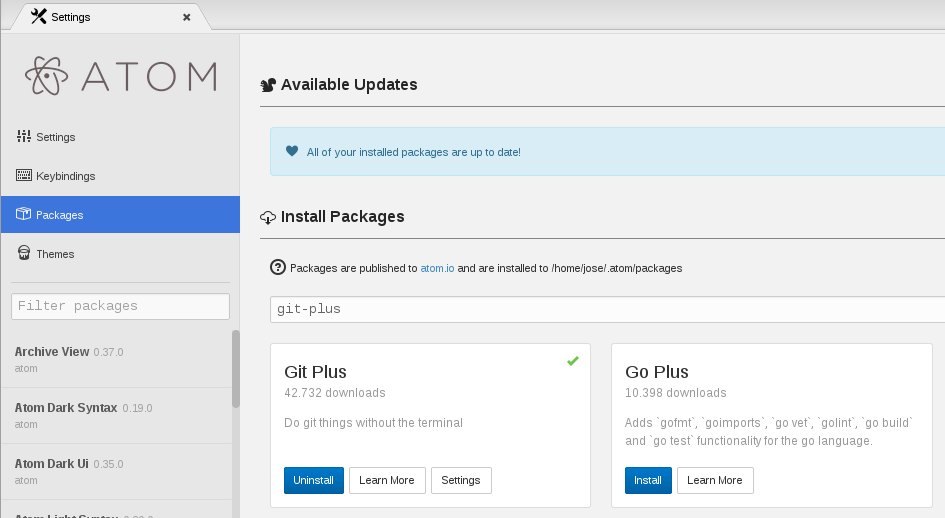 Settings
ATOM
Settings
Keybindings
Packages
Themes
Filter packages
Archive View 0.37.0
atom
Atom Dark Syntax 0.19.0
atom
Atom Dark Ui 0.35.0
atom
Atom Light Syntax
Available Updates
All of your installed packages are up to date!
Install Packages
Packages are published to atom.io and are installed to /home/jose/.atom/packages
git-plus
Git Plus
42.732 downloads
Do git things without the terminal
Uninstall Learn More Settings
Go Plus
10.398 downloads
Adds `gofmt`, `goimports`, `go vet`, `golint`, `go build`
and `go test` functionality for the go language.
Install Learn More